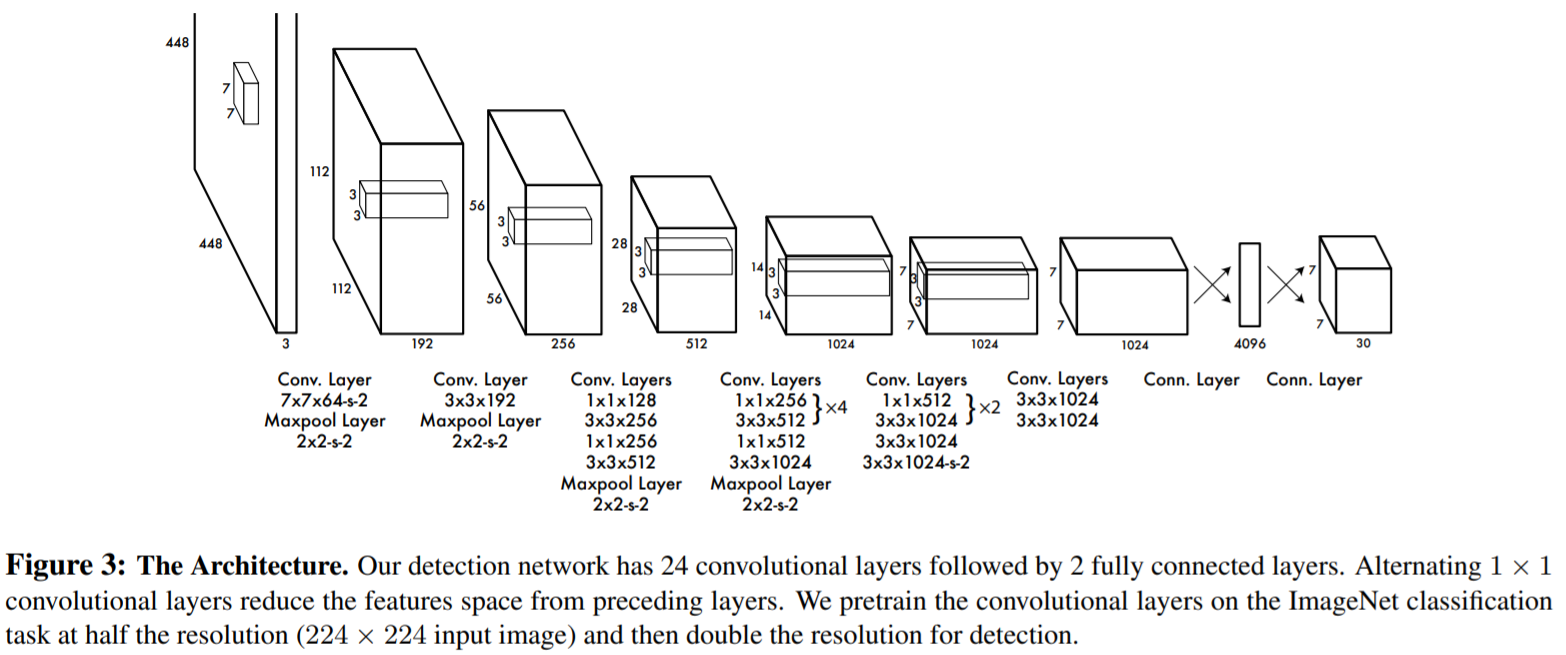 448
7
7
448
3
112
3
3
112
192
56
3
3
56
256
28
3
3
28
512
14
3
3
14
1024
7
3
3
7
1024
7
7
1024
4096
7
7
30
Conv. Layer
7x7x64-s-2
Maxpool Layer
2x2-s-2
Conv. Layer
3x3x192
Maxpool Layer
2x2-s-2
Conv. Layers
1x1x128
3x3x256
1x1x256
3x3x512
Maxpool Layer
2x2-s-2
Conv. Layers
1x1x256
3x3x512
}×4
1x1x512
3x3x1024
Maxpool Layer
2x2-s-2
Conv. Layers
1x1x512
3x3x1024
}×2
3x3x1024
3x3x1024-s-2
Conv. Layers
3x3x1024
3x3x1024
Conn. Layer
Conn. Layer
Figure 3: The Architecture. Our detection network has 24 convolutional layers followed by 2 fully connected layers. Alternating 1 × 1
convolutional layers reduce the features space from preceding layers. We pretrain the convolutional layers on the ImageNet classification
task at half the resolution (224 × 224 input image) and then double the resolution for detection.